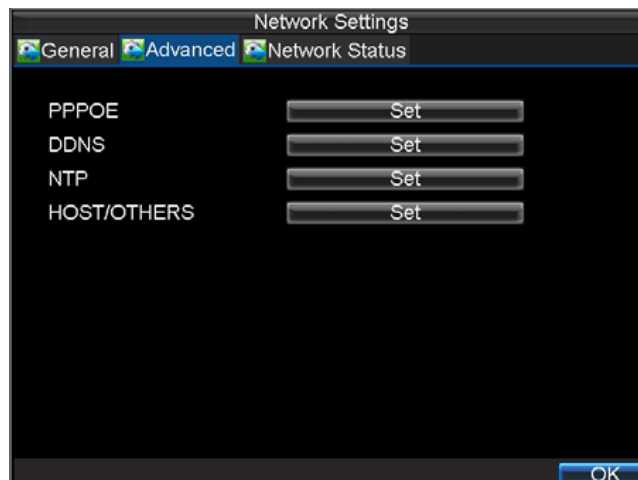 Network Settings
General Advanced Network Status
PPPOE Set
DDNS Set
NTP Set
HOST/OTHERS Set
OK